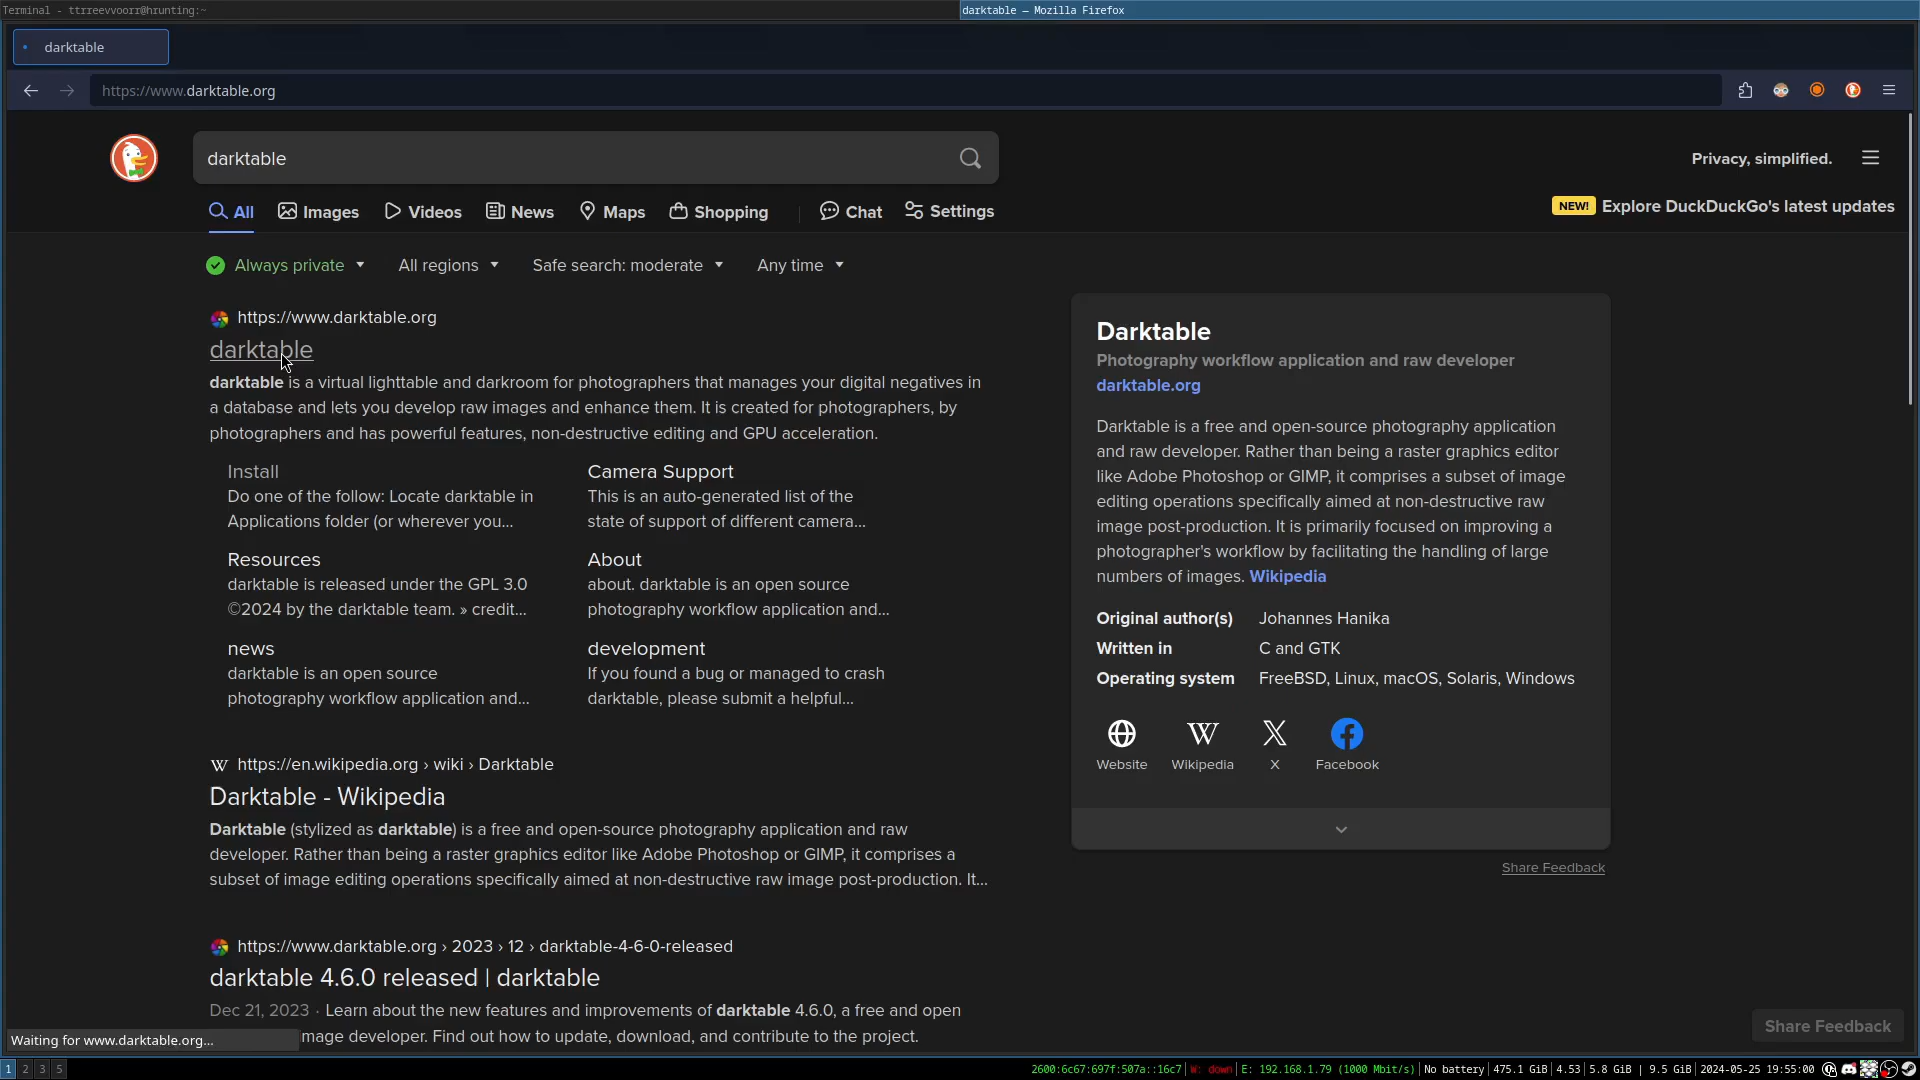 Terminal - ttrreevvoorr@hrunting:~
darktable — Mozilla Firefox
darktable
https://www.darktable.org
darktable
Privacy, simplified.
All
Images
Videos
News
Maps
Shopping
Chat
Settings
NEW! Explore DuckDuckGo's latest updates
Always private
All regions
Safe search: moderate
Any time
https://www.darktable.org
darktable
darktable is a virtual lighttable and darkroom for photographers that manages your digital negatives in
a database and lets you develop raw images and enhance them. It is created for photographers, by
photographers and has powerful features, non-destructive editing and GPU acceleration.
Install
Do one of the follow: Locate darktable in
Applications folder (or wherever you...
Camera Support
This is an auto-generated list of the
state of support of different camera...
Resources
darktable is released under the GPL 3.0
©2024 by the darktable team. » credit...
About
about. darktable is an open source
photography workflow application and...
news
darktable is an open source
photography workflow application and...
development
If you found a bug or managed to crash
darktable, please submit a helpful...
W https://en.wikipedia.org › wiki › Darktable
Darktable - Wikipedia
Darktable (stylized as darktable) is a free and open-source photography application and raw
developer. Rather than being a raster graphics editor like Adobe Photoshop or GIMP, it comprises a
subset of image editing operations specifically aimed at non-destructive raw image post-production. It...
https://www.darktable.org › 2023 › 12 › darktable-4-6-0-released
darktable 4.6.0 released | darktable
Dec 21, 2023 · Learn about the new features and improvements of darktable 4.6.0, a free and open
mage developer. Find out how to update, download, and contribute to the project.
Darktable
Photography workflow application and raw developer
darktable.org
Darktable is a free and open-source photography application
and raw developer. Rather than being a raster graphics editor
like Adobe Photoshop or GIMP, it comprises a subset of image
editing operations specifically aimed at non-destructive raw
image post-production. It is primarily focused on improving a
photographer's workflow by facilitating the handling of large
numbers of images. Wikipedia
Original author(s) Johannes Hanika
Written in C and GTK
Operating system FreeBSD, Linux, macOS, Solaris, Windows
W
X
Website
Wikipedia
X
Facebook
Share Feedback
Share Feedback
Waiting for www.darktable.org...
1 2 3 5
2600:6c67:697f:507a::16c7 | W: down | E: 192.168.1.79 (1000 Mbit/s) | No battery | 475.1 GiB | 4.53 | 5.8 GiB | 9.5 GiB | 2024-05-25 19:55:00